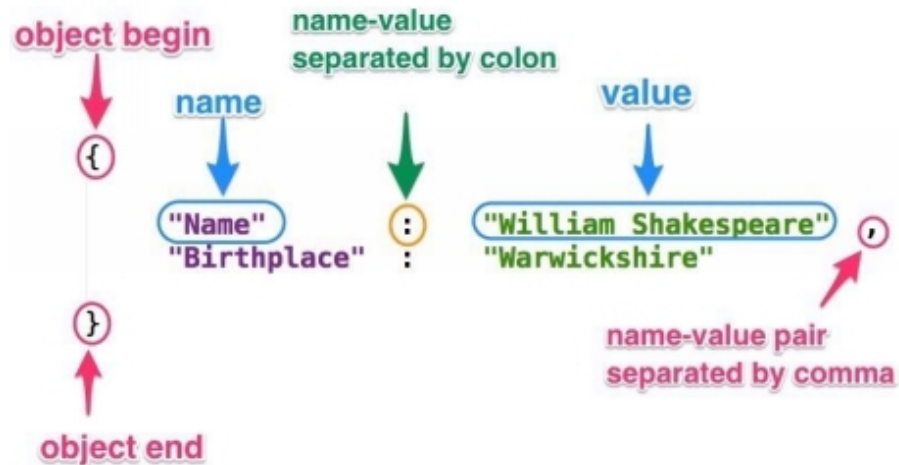 object begin
name-value
separated by colon
name
value
{
"Name" : "William Shakespeare" ,
"Birthplace" : "Warwickshire"
}
name-value pair
separated by comma
object end